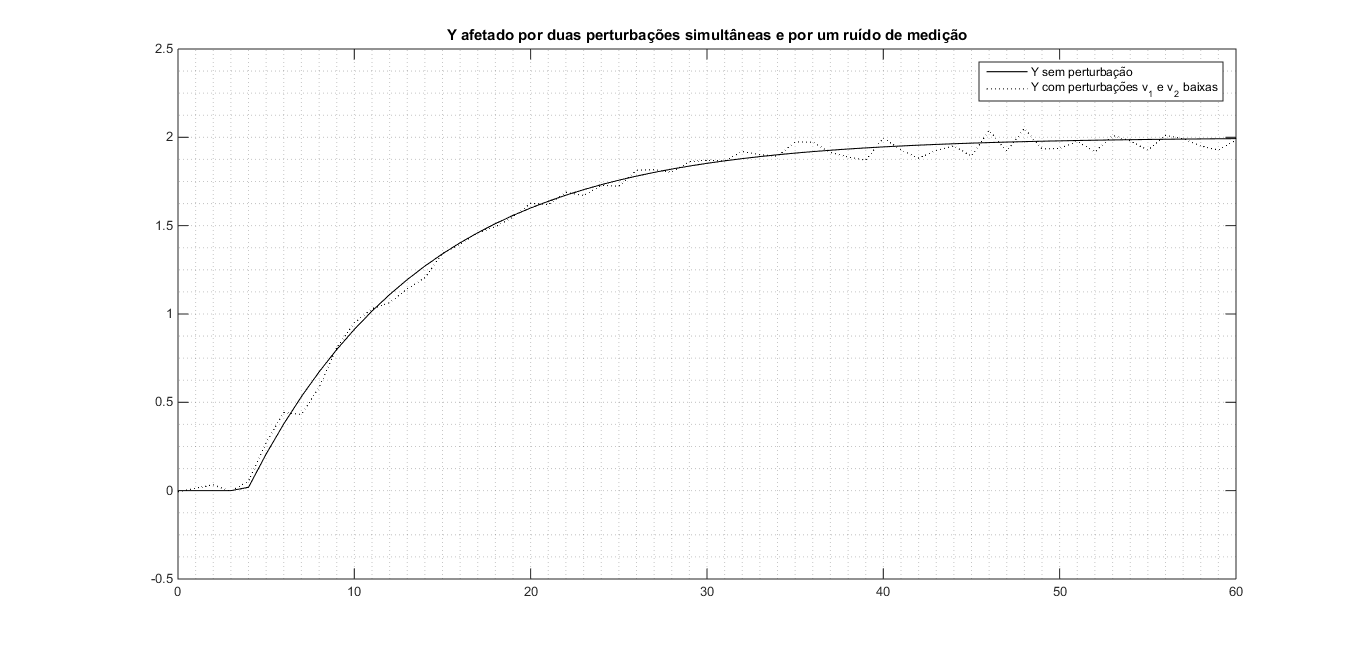 Y afetado por duas perturbações simultâneas e por um ruído de medição
Y sem perturbação
Y com perturbações v1 e v2 baixas
2.5
2
1.5
1
0.5
0
-0.5
0 10 20 30 40 50 60